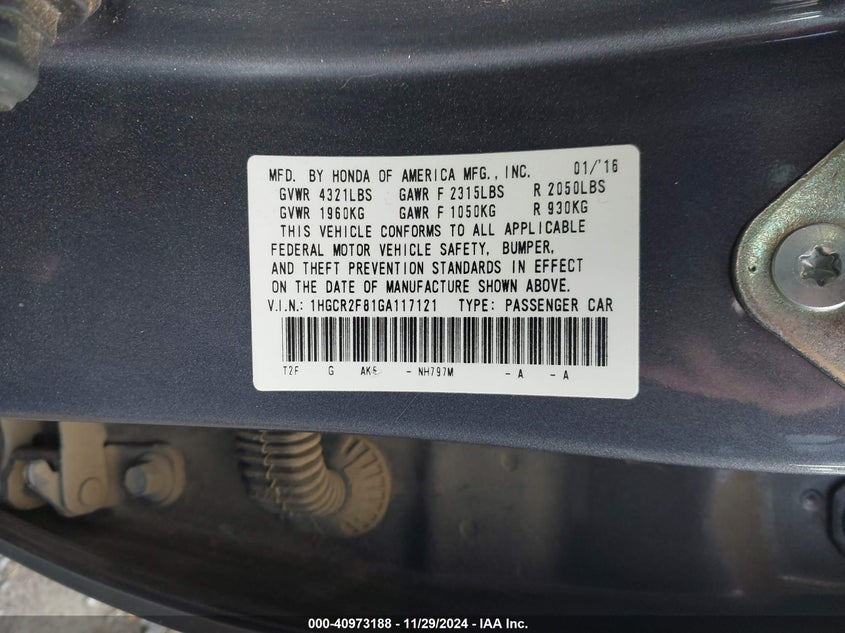 MFD. BY HONDA OF AMERICA MFG., INC. 01/'16
GVWR 4321LBS GAWR F 2315LBS R 2050LBS
GVWR 1960KG GAWR F 1050KG R 930KG
THIS VEHICLE CONFORMS TO ALL APPLICABLE
FEDERAL MOTOR VEHICLE SAFETY, BUMPER,
AND THEFT PREVENTION STANDARDS IN EFFECT
ON THE DATE OF MANUFACTURE SHOWN ABOVE.
V.I.N.: 1HGCR2F81GA117121 TYPE: PASSENGER CAR
T2F G - NH797M - A - A
000-40973188 - 11/29/2024 - IAA Inc.